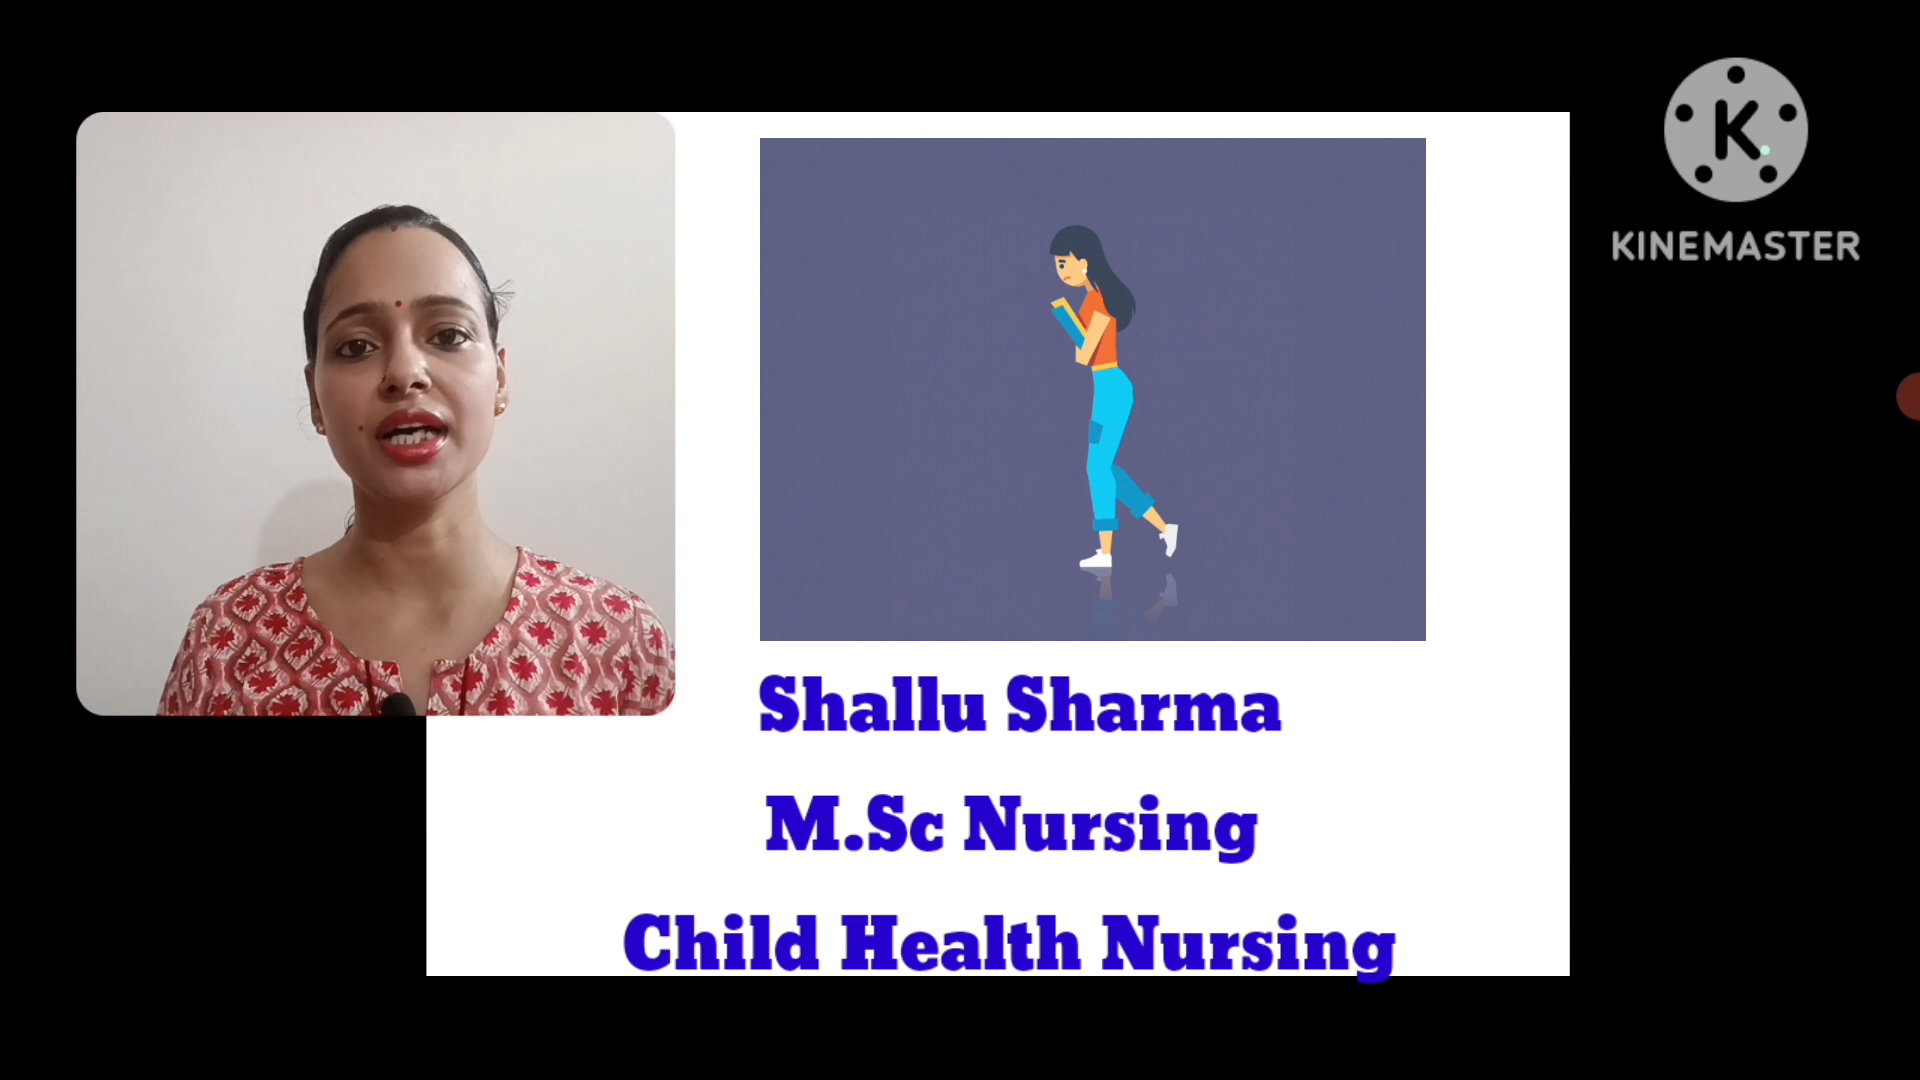 K
KINEMASTER
Shallu Sharma
M.Sc Nursing
Child Health Nursing